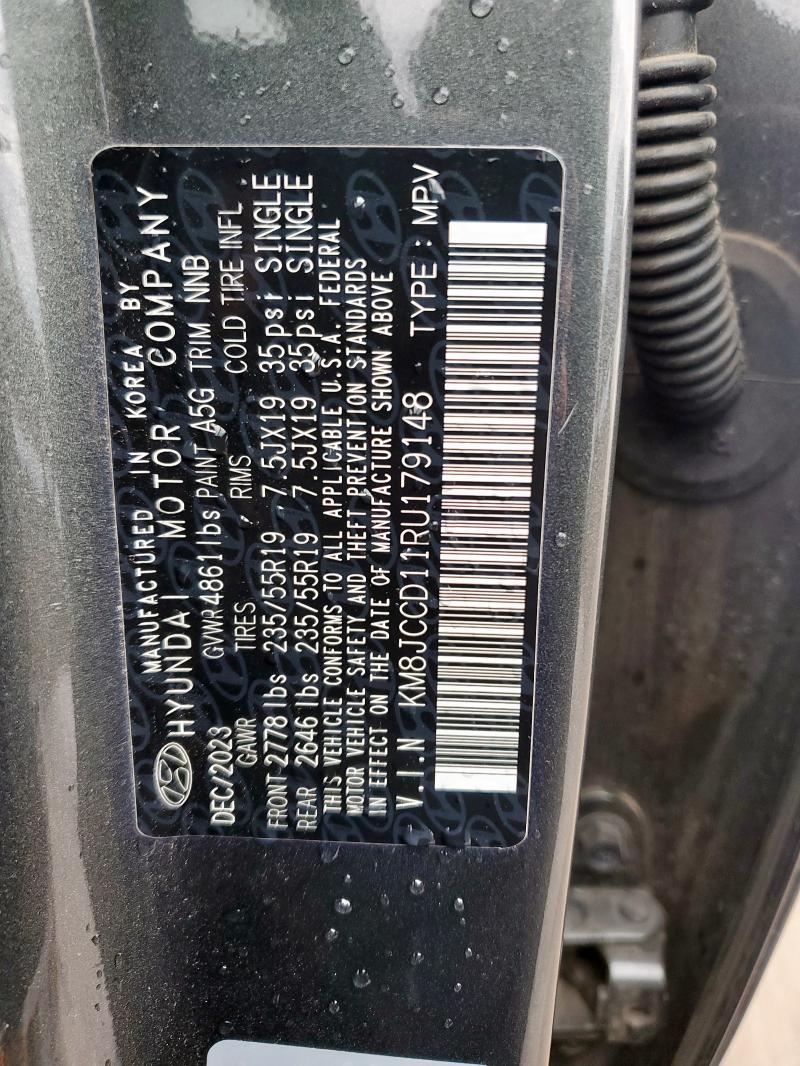 MANUFACTURED IN KOREA BY
HYUNDAI MOTOR COMPANY
DEC/2023 GVWR 4861 lbs PAINT A5G TRIM NNB
GAWR TIRES RIMS COLD TIRE INFL.
FRONT 2778 lbs 235/55R19 7.5JX19 35psi SINGLE
REAR 2646 lbs 235/55R19 7.5JX19 35psi SINGLE
THIS VEHICLE CONFORMS TO ALL APPLICABLE U.S.A. FEDERAL
MOTOR VEHICLE SAFETY AND THEFT PREVENTION STANDARDS
IN EFFECT ON THE DATE OF MANUFACTURE SHOWN ABOVE
V.I.N KM8JCCD11RU179148 TYPE : MPV